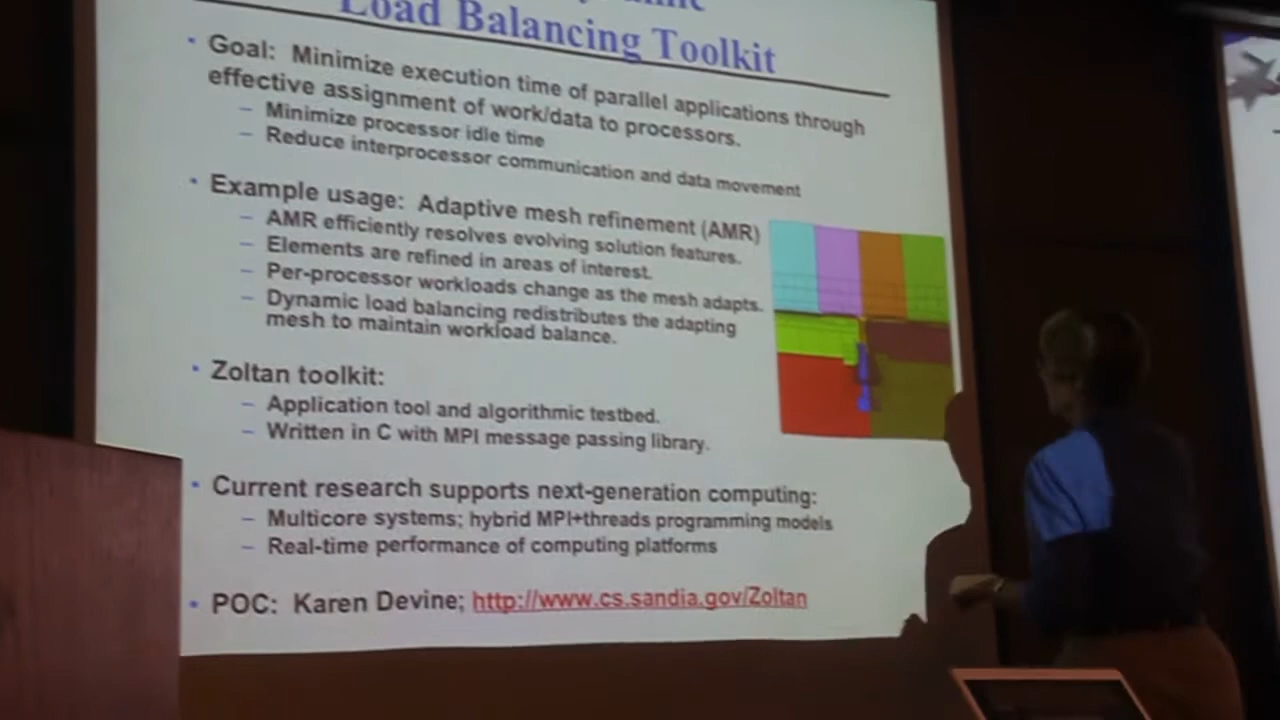 Load Balancing Toolkit
• Goal: Minimize execution time of parallel applications through
effective assignment of work/data to processors.
– Minimize processor idle time
– Reduce interprocessor communication and data movement
• Example usage: Adaptive mesh refinement (AMR)
– AMR efficiently resolves evolving solution features.
– Elements are refined in areas of interest.
– Per-processor workloads change as the mesh adapts.
– Dynamic load balancing redistributes the adapting
mesh to maintain workload balance.
• Zoltan toolkit:
– Application tool and algorithmic testbed.
– Written in C with MPI message passing library.
• Current research supports next-generation computing:
– Multicore systems; hybrid MPI+threads programming models
– Real-time performance of computing platforms
• POC: Karen Devine; http://www.cs.sandia.gov/Zoltan